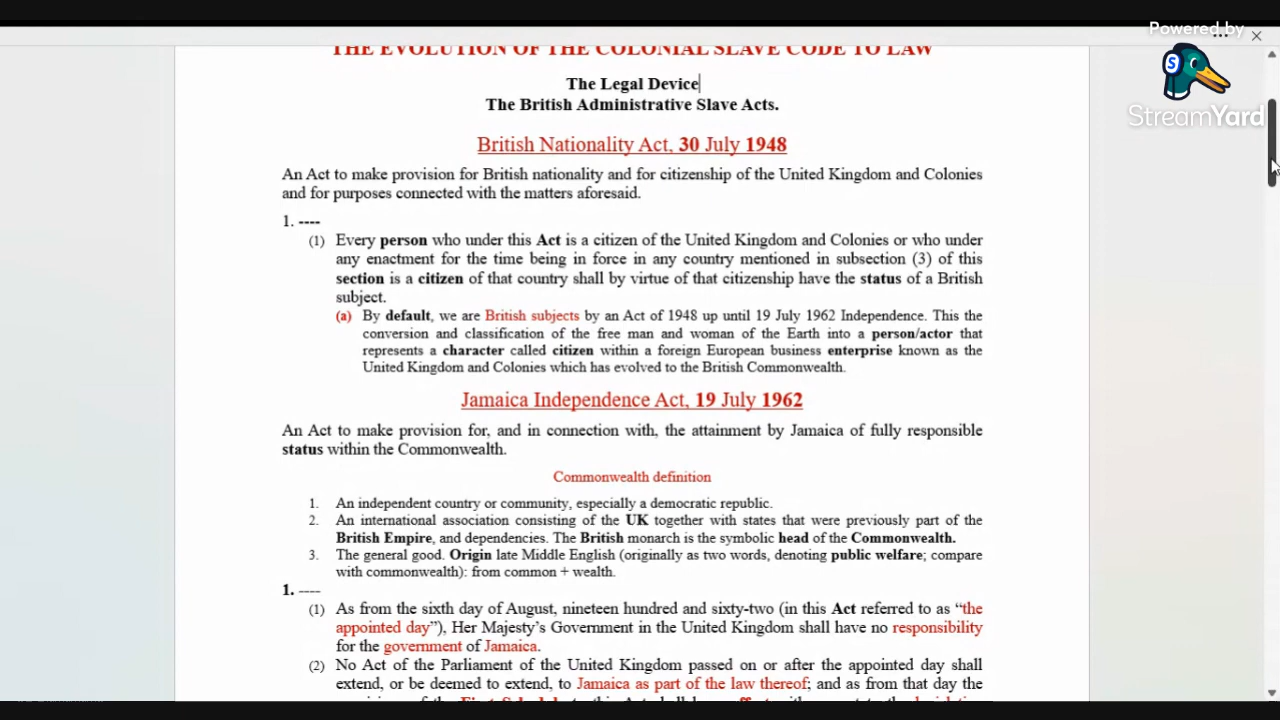 Powered by
StreamYard
THE EVOLUTION OF THE COLONIAL SLAVE CODE TO LAW
The Legal Device
The British Administrative Slave Acts.
British Nationality Act, 30 July 1948
An Act to make provision for British nationality and for citizenship of the United Kingdom and Colonies
and for purposes connected with the matters aforesaid.
1. ----
(1) Every person who under this Act is a citizen of the United Kingdom and Colonies or who under
any enactment for the time being in force in any country mentioned in subsection (3) of this
section is a citizen of that country shall by virtue of that citizenship have the status of a British
subject.
(a) By default, we are British subjects by an Act of 1948 up until 19 July 1962 Independence. This the
conversion and classification of the free man and woman of the Earth into a person/actor that
represents a character called citizen within a foreign European business enterprise known as the
United Kingdom and Colonies which has evolved to the British Commonwealth.
Jamaica Independence Act, 19 July 1962
An Act to make provision for, and in connection with, the attainment by Jamaica of fully responsible
status within the Commonwealth.
Commonwealth definition
1. An independent country or community, especially a democratic republic.
2. An international association consisting of the UK together with states that were previously part of the
British Empire, and dependencies. The British monarch is the symbolic head of the Commonwealth.
3. The general good. Origin late Middle English (originally as two words, denoting public welfare; compare
with commonwealth): from common + wealth.
1. ----
(1) As from the sixth day of August, nineteen hundred and sixty-two (in this Act referred to as “the
appointed day”), Her Majesty’s Government in the United Kingdom shall have no responsibility
for the government of Jamaica.
(2) No Act of the Parliament of the United Kingdom passed on or after the appointed day shall
extend, or be deemed to extend, to Jamaica as part of the law thereof; and as from that day the